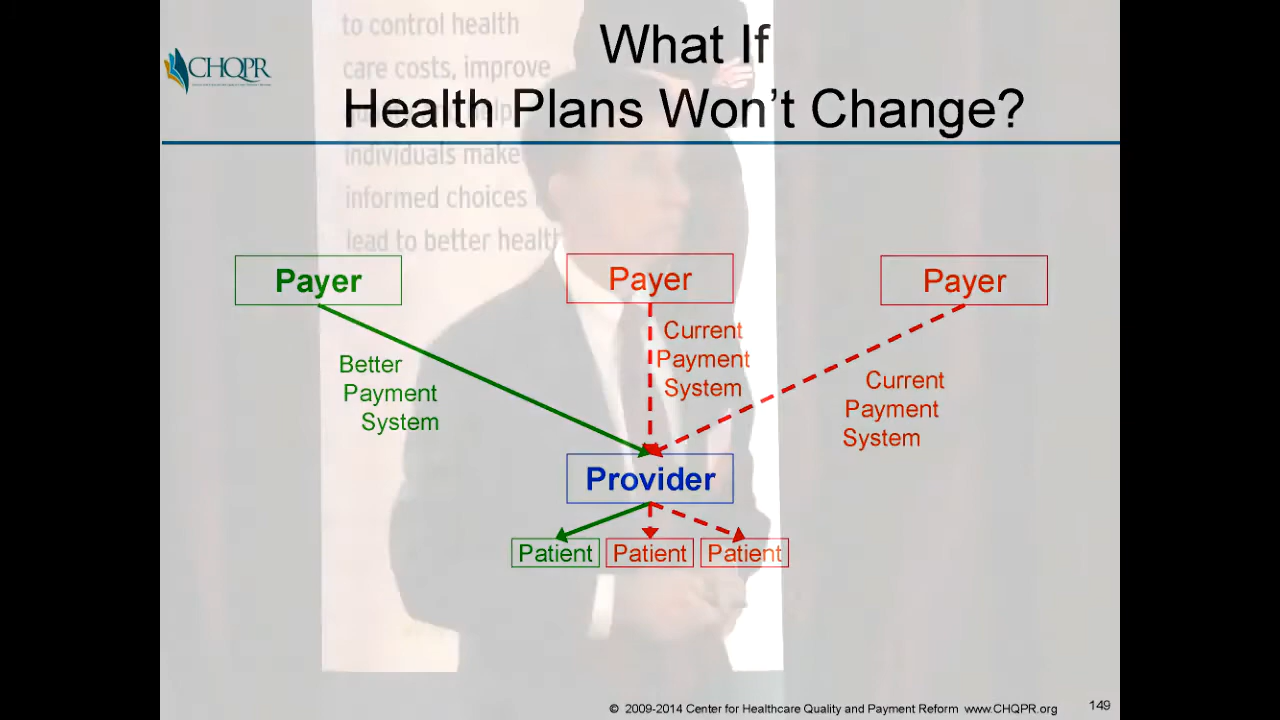 to control health
care costs, improve
individuals make
informed choices
lead to better health
CHQPR
What If
Health Plans Won't Change?
Payer
Payer
Payer
Better
Payment
System
Current
Payment
System
Current
Payment
System
Provider
Patient
Patient
Patient
© 2009-2014 Center for Healthcare Quality and Payment Reform www.CHQPR.org
149